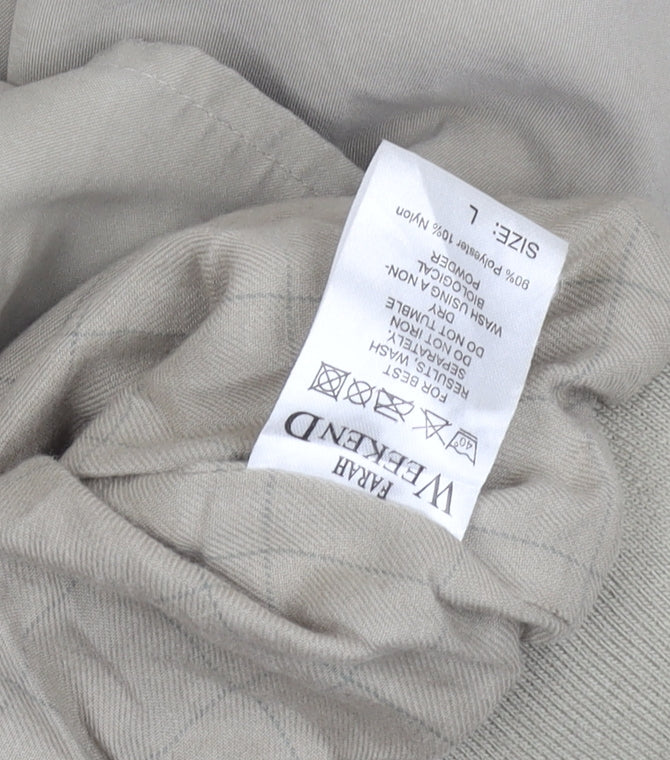 FARAH
WEEKEND
40°
FOR BEST
RESULTS, WASH
SEPARATELY
DO NOT IRON
DO NOT TUMBLE
DRY
WASH USING A NON-
BIOLOGICAL
POWDER
90% Polyester 10% Nylon
SIZE: L